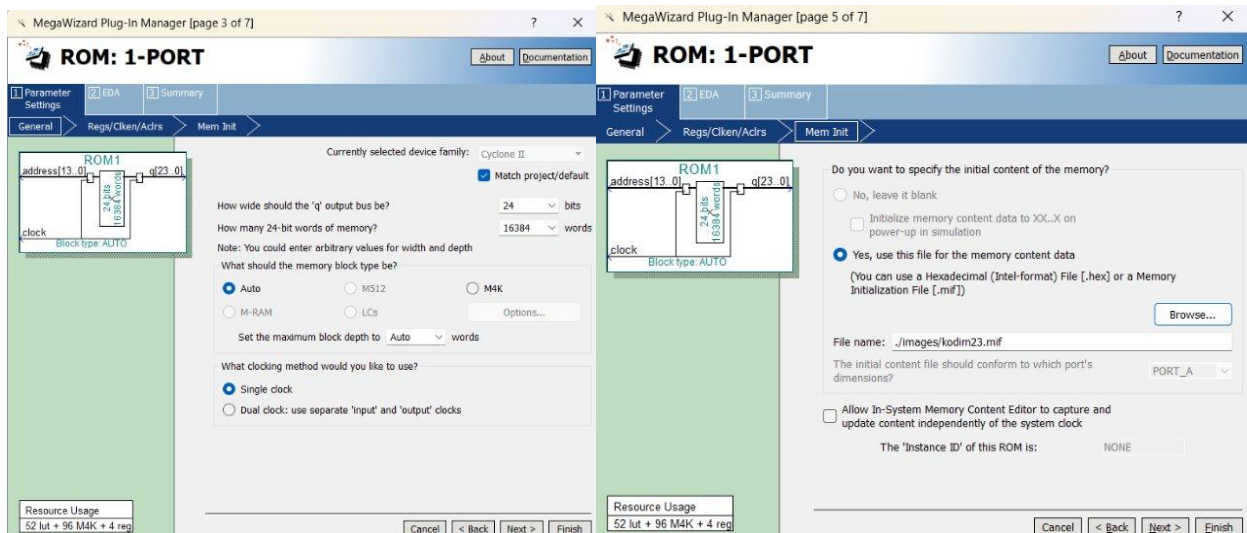 MegaWizard Plug-In Manager [page 3 of 7]
? X
ROM: 1-PORT
About
Documentation
1 Parameter Settings
2 EDA
3 Summary
General
Regs/Clken/Aclrs
Mem Init
ROM1
address[13..0]
q[23..0]
24 bits
16384 words
clock
Block type: AUTO
Currently selected device family:
Cyclone II
Match project/default
How wide should the 'q' output bus be?
24
bits
How many 24-bit words of memory?
16384
words
Note: You could enter arbitrary values for width and depth
What should the memory block type be?
Auto
M512
M4K
M-RAM
LCs
Options...
Set the maximum block depth to
Auto
words
What clocking method would you like to use?
Single clock
Dual clock: use separate 'input' and 'output' clocks
Resource Usage
52 lut + 96 M4K + 4 reg
Cancel
< Back
Next >
Finish
MegaWizard Plug-In Manager [page 5 of 7]
? X
ROM: 1-PORT
About
Documentation
1 Parameter Settings
2 EDA
3 Summary
General
Regs/Clken/Aclrs
Mem Init
ROM1
address[13..0]
q[23..0]
24 bits
16384 words
clock
Block type: AUTO
Do you want to specify the initial content of the memory?
No, leave it blank
Initialize memory content data to XX..X on
power-up in simulation
Yes, use this file for the memory content data
(You can use a Hexadecimal (Intel-format) File [.hex] or a Memory
Initialization File [.mif])
Browse...
File name:
./images/kodim23.mif
The initial content file should conform to which port's
dimensions?
PORT_A
Allow In-System Memory Content Editor to capture and
update content independently of the system clock
The 'Instance ID' of this ROM is:
NONE
Resource Usage
52 lut + 96 M4K + 4 reg
Cancel
< Back
Next >
Finish